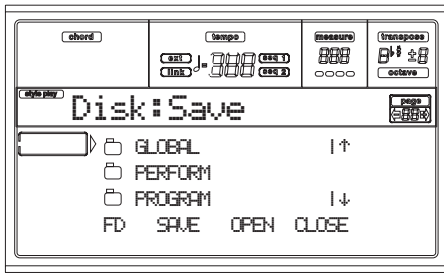 chord tempo measure transpose
ext seq 1
link seq 2
octave
style play Disk:Save page
GLOBAL
PERFORM
PROGRAM
FD SAVE OPEN CLOSE